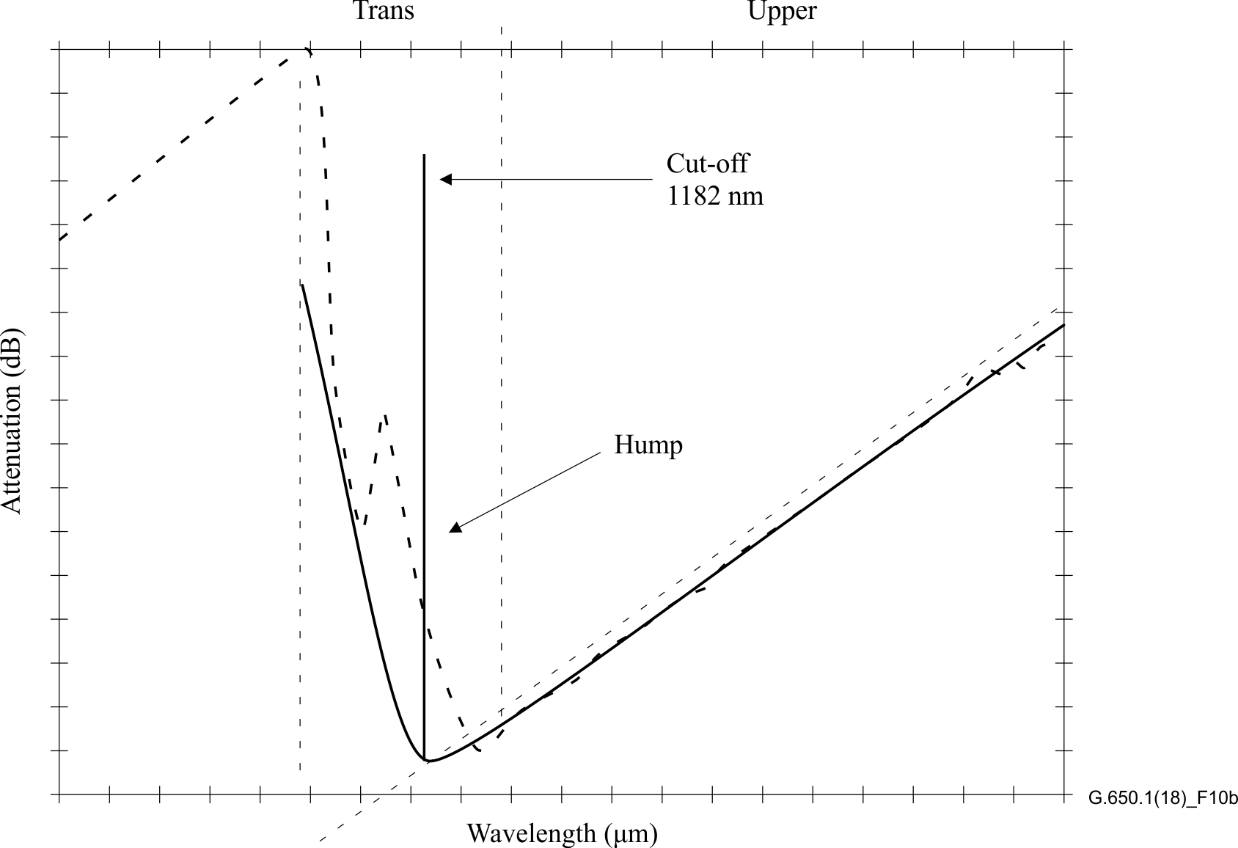 Trans
Upper
Cut-off
1182 nm
Hump
Attenuation (dB)
Wavelength (μm)
G.650.1(18)_F10b